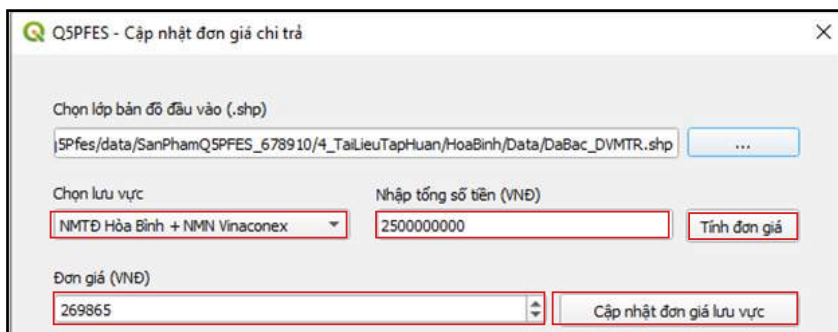 Q5PFES - Cập nhật đơn giá chi trả
Chọn lớp bản đồ đầu vào (.shp)
j5Pfes/data/SanPhamQ5PFES_678910/4_TaiLieuTapHuan/HoaBinh/Data/DaBac_DVMTR.shp ...
Chọn lưu vực Nhập tổng số tiền (VNĐ)
NMTĐ Hòa Bình + NMN Vinaconex 2500000000 Tính đơn giá
Đơn giá (VNĐ)
269865 Cập nhật đơn giá lưu vực